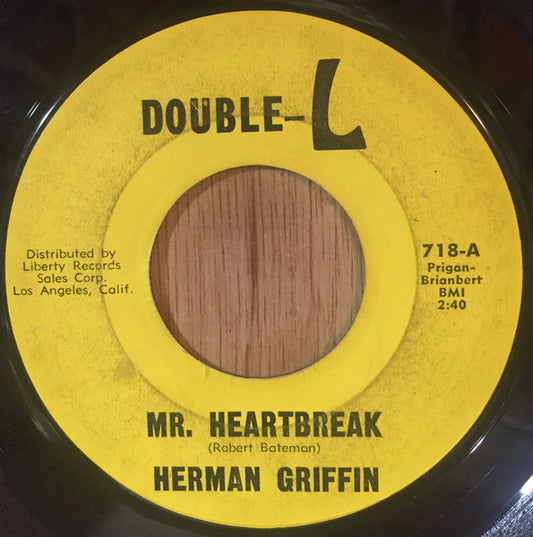 DOUBLE-L
Distributed by
Liberty Records
Sales Corp.
Los Angeles, Calif.
718-A
Prigan-
Brianbert
BMI
2:40
MR. HEARTBREAK
(Robert Bateman)
HERMAN GRIFFIN